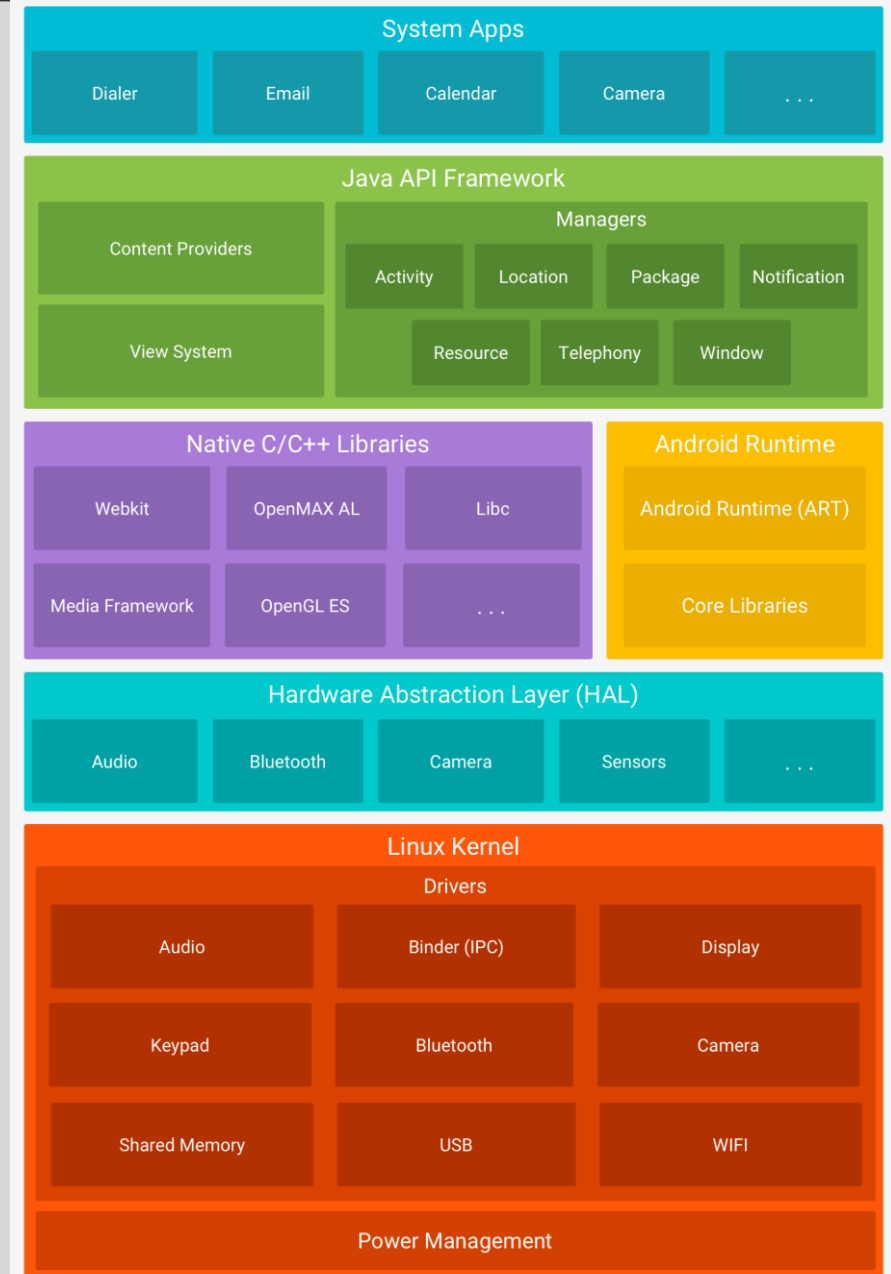 System Apps
Dialer
Email
Calendar
Camera
. . .
Java API Framework
Content Providers
View System
Managers
Activity
Location
Package
Notification
Resource
Telephony
Window
Native C/C++ Libraries
Webkit
OpenMAX AL
Libc
Media Framework
OpenGL ES
. . .
Android Runtime
Android Runtime (ART)
Core Libraries
Hardware Abstraction Layer (HAL)
Audio
Bluetooth
Camera
Sensors
. . .
Linux Kernel
Drivers
Audio
Binder (IPC)
Display
Keypad
Bluetooth
Camera
Shared Memory
USB
WIFI
Power Management